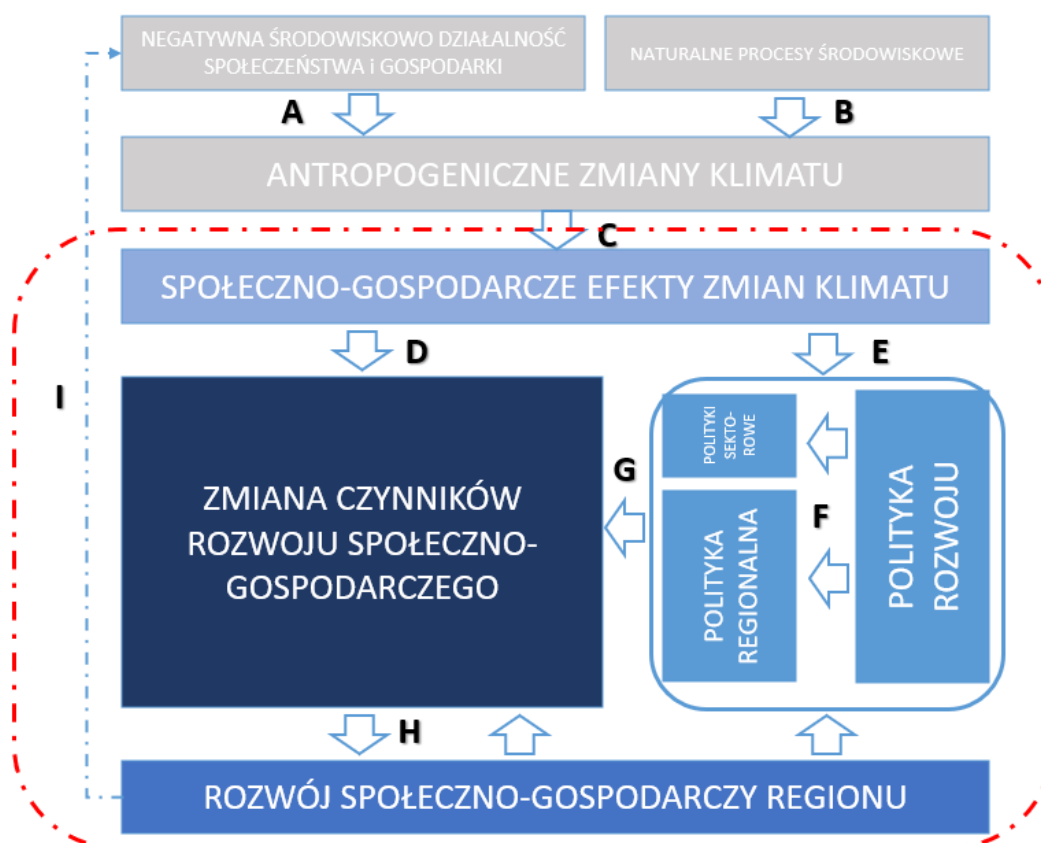 NEGATYWNA ŚRODOWISKOWO DZIAŁALNOŚĆ
SPOŁECZEŃSTWA i GOSPODARKI
NATURALNE PROCESY ŚRODOWISKOWE
A
B
ANTROPOGENICZNE ZMIANY KLIMATU
C
SPOŁECZNO-GOSPODARCZE EFEKTY ZMIAN KLIMATU
D
E
I
ZMIANA CZYNNIKÓW
ROZWOJU SPOŁECZNO-
GOSPODARCZEGO
G
POLITYKI
SEKTO-
ROWE
POLITYKA
REGIONALNA
F
POLITYKA
ROZWOJU
H
ROZWÓJ SPOŁECZNO-GOSPODARCZY REGIONU